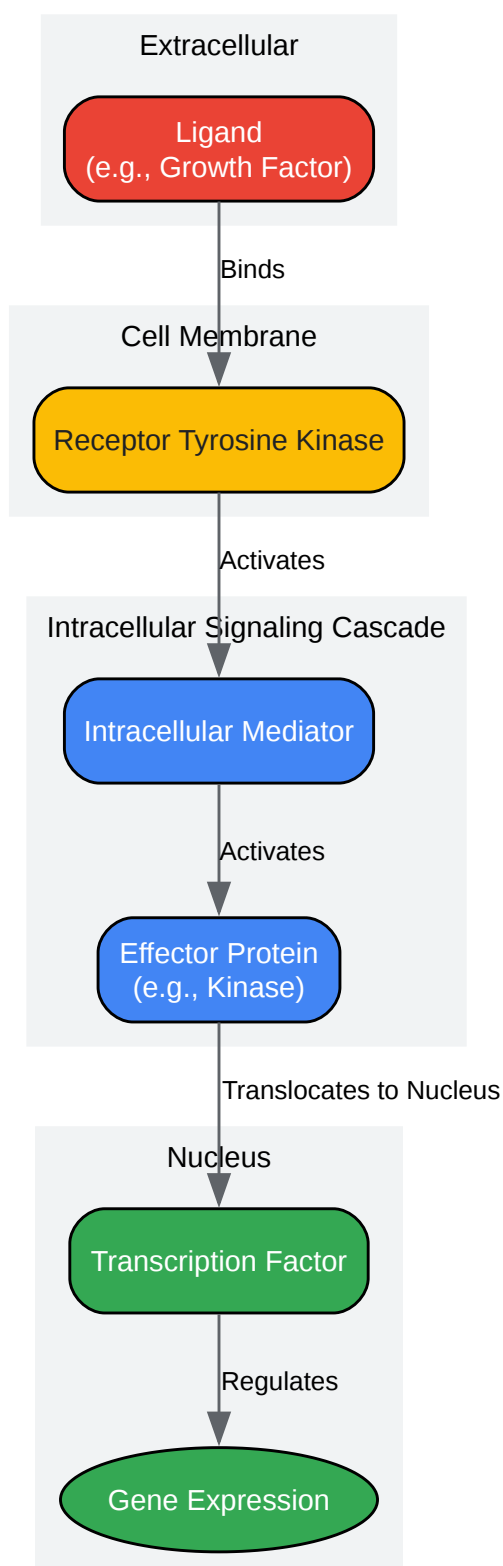 Extracellular
Ligand
(e.g., Growth Factor)
Binds
Cell Membrane
Receptor Tyrosine Kinase
Activates
Intracellular Signaling Cascade
Intracellular Mediator
Activates
Effector Protein
(e.g., Kinase)
Translocates to Nucleus
Nucleus
Transcription Factor
Regulates
Gene Expression